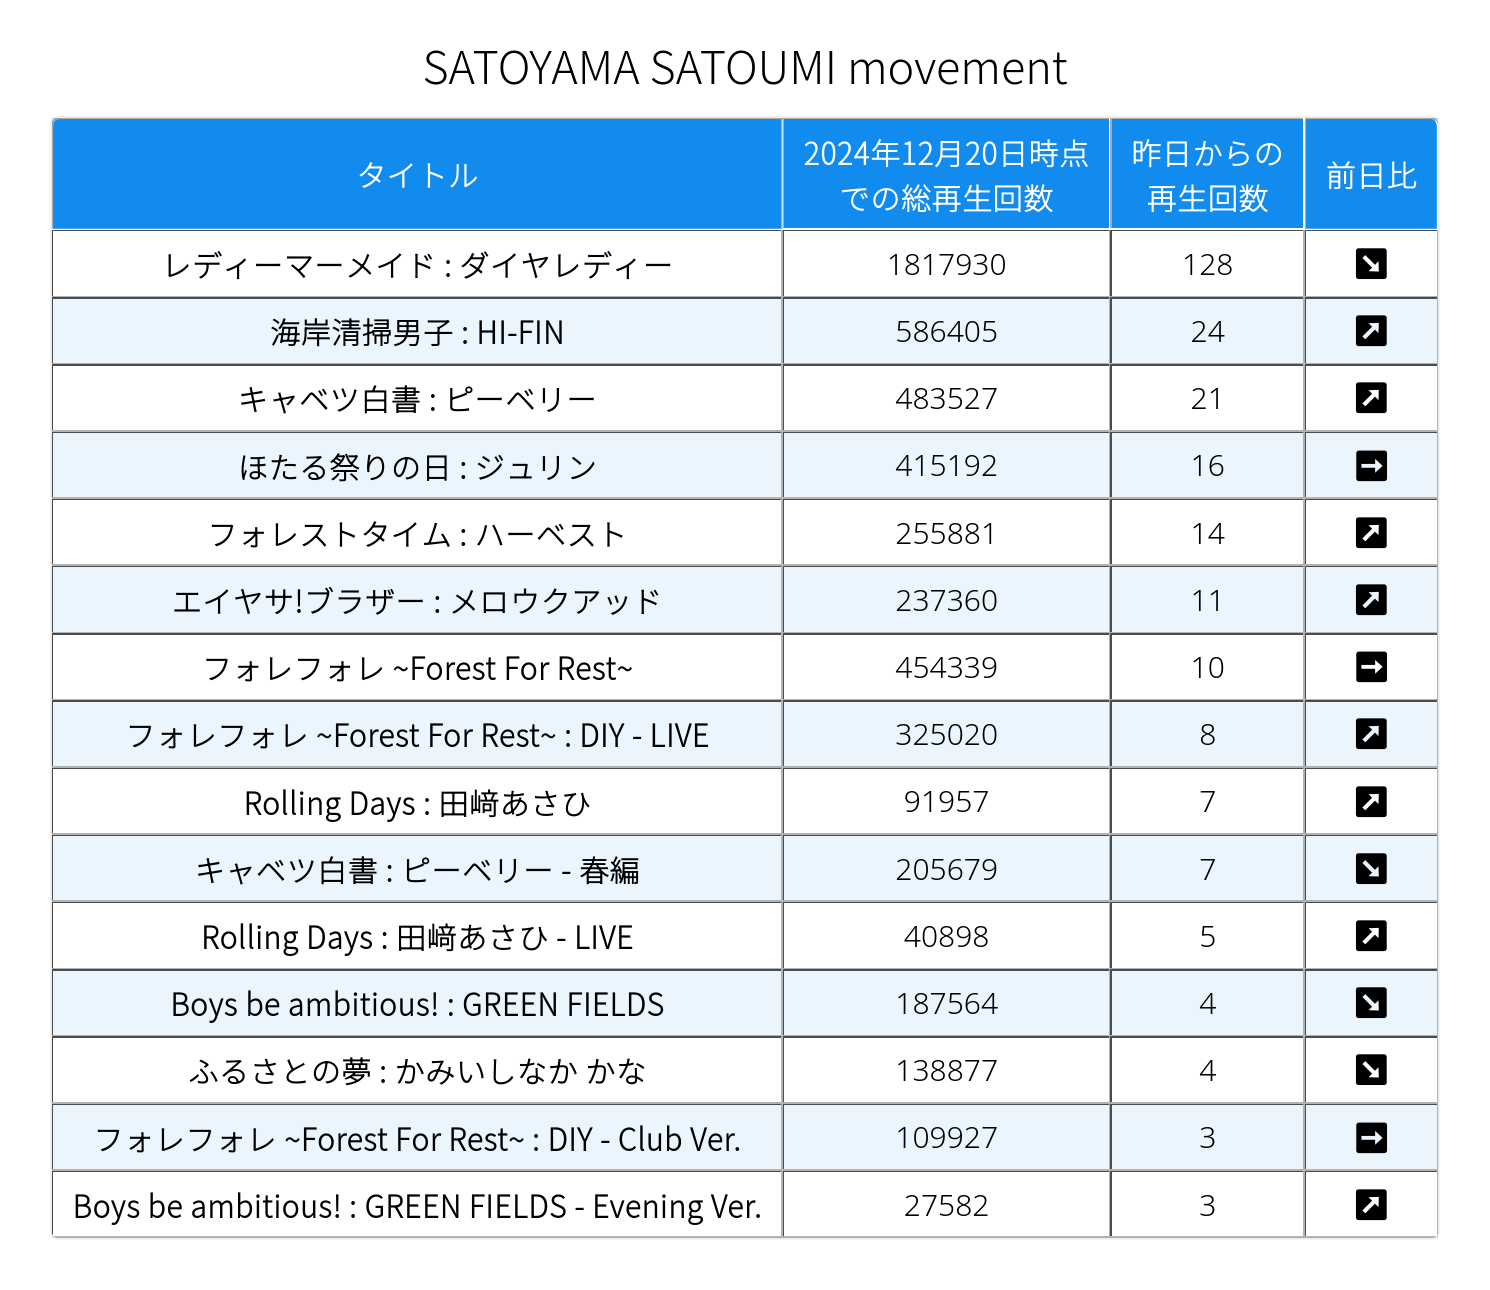 SATOYAMA SATOUMI movement
タイトル 2024年12月20日時点での総再生回数 昨日からの再生回数 前日比
レディーマーメイド : ダイヤレディー 1817930 128 ↘
海岸清掃男子 : HI-FIN 586405 24 ↗
キャベツ白書 : ピーベリー 483527 21 ↗
ほたる祭りの日 : ジュリン 415192 16 →
フォレストタイム : ハーベスト 255881 14 ↗
エイヤサ!ブラザー : メロウクアッド 237360 11 ↗
フォレフォレ ~Forest For Rest~ 454339 10 →
フォレフォレ ~Forest For Rest~ : DIY - LIVE 325020 8 ↗
Rolling Days : 田﨑あさひ 91957 7 ↗
キャベツ白書 : ピーベリー - 春編 205679 7 ↘
Rolling Days : 田﨑あさひ - LIVE 40898 5 ↗
Boys be ambitious! : GREEN FIELDS 187564 4 ↘
ふるさとの夢 : かみいしなか かな 138877 4 ↘
フォレフォレ ~Forest For Rest~ : DIY - Club Ver. 109927 3 →
Boys be ambitious! : GREEN FIELDS - Evening Ver. 27582 3 ↗